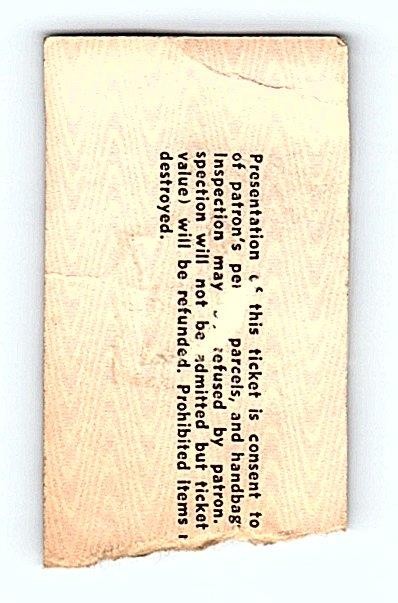 Presentation this ticket is consent to
of patron's parcels, and handbag
Inspection may refused by patron.
spection will not be admitted but ticket
value) will be refunded. Prohibited items
destroyed.